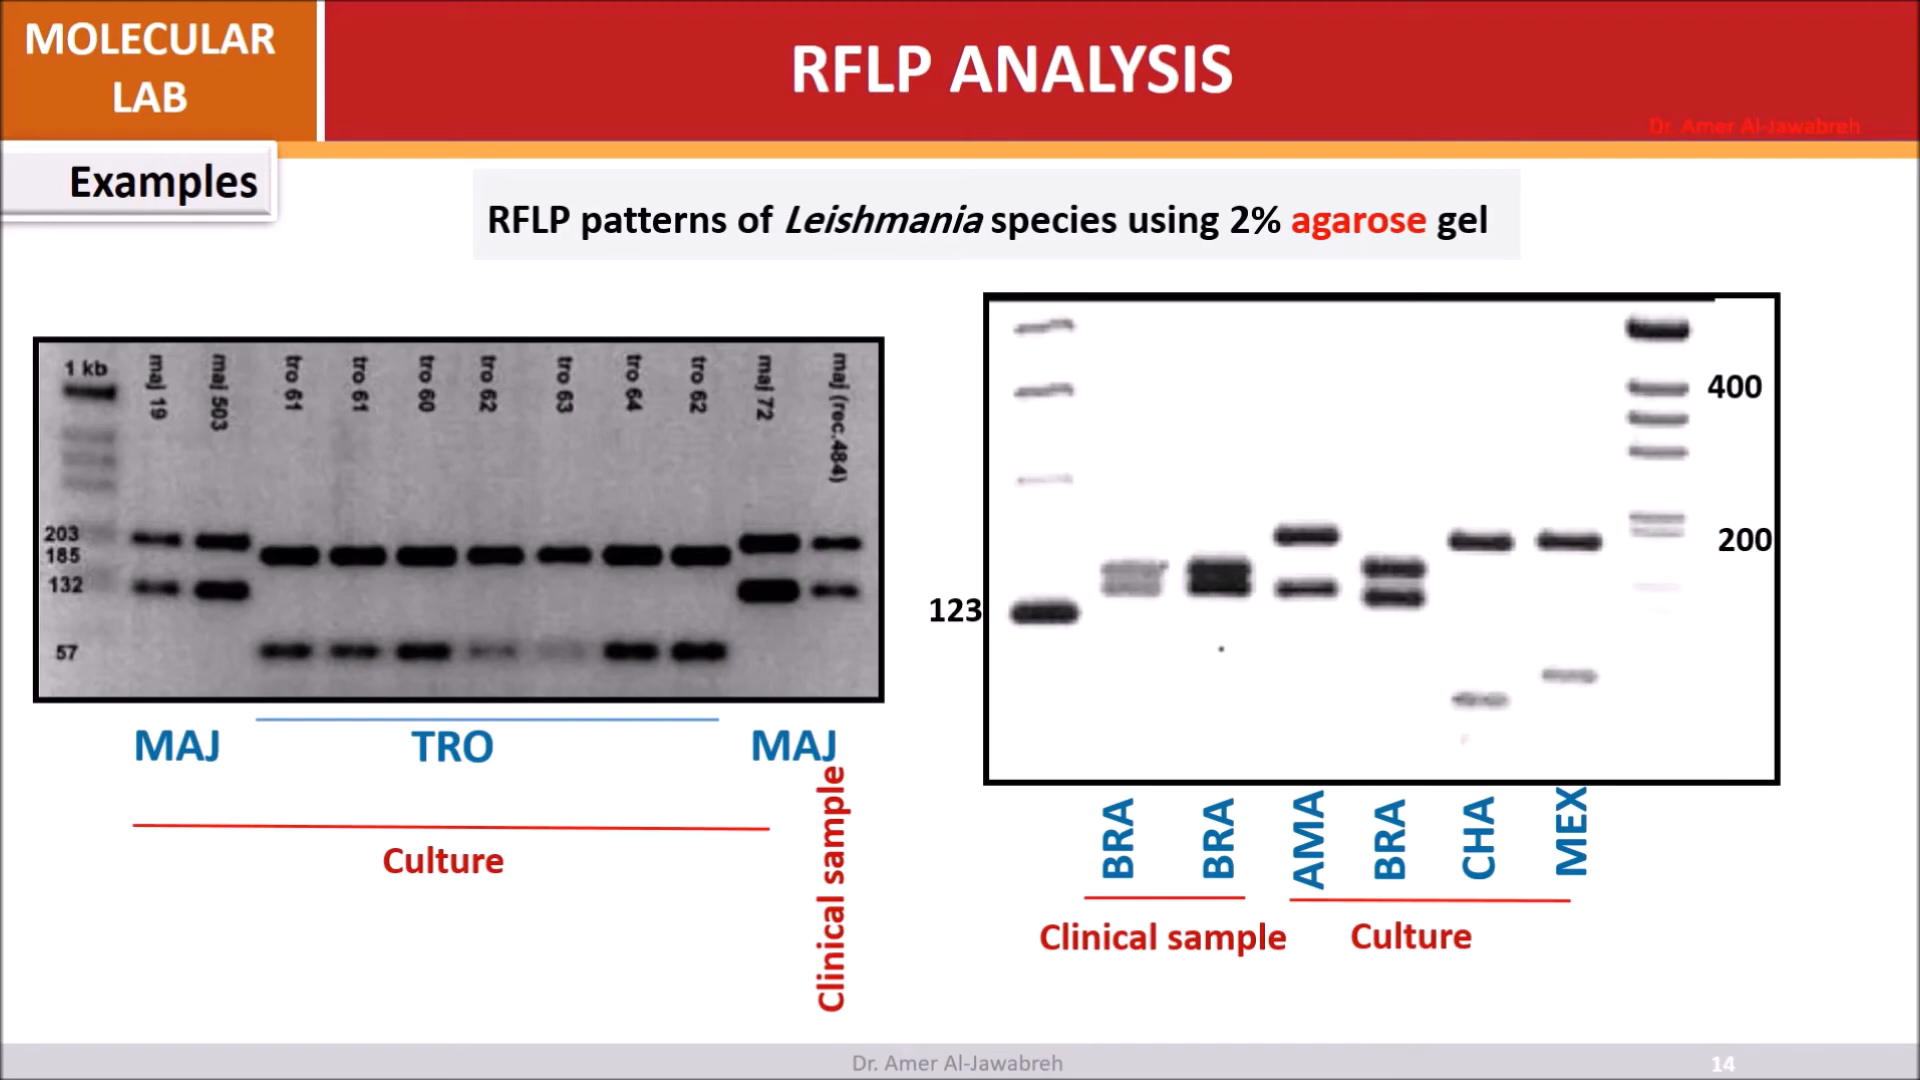 MOLECULAR
LAB
RFLP ANALYSIS
Dr. Amer Al-Jawabreh
Examples
RFLP patterns of Leishmania species using 2% agarose gel
1 kb
maj 19
maj 503
tro 61
tro 61
tro 60
tro 62
tro 63
tro 64
tro 62
maj 72
maj (rec.484)
203
185
132
57
MAJ
TRO
MAJ
Culture
Clinical sample
400
200
123
BRA
BRA
AMA
BRA
CHA
MEX
Clinical sample
Culture
Dr. Amer Al-Jawabreh
14